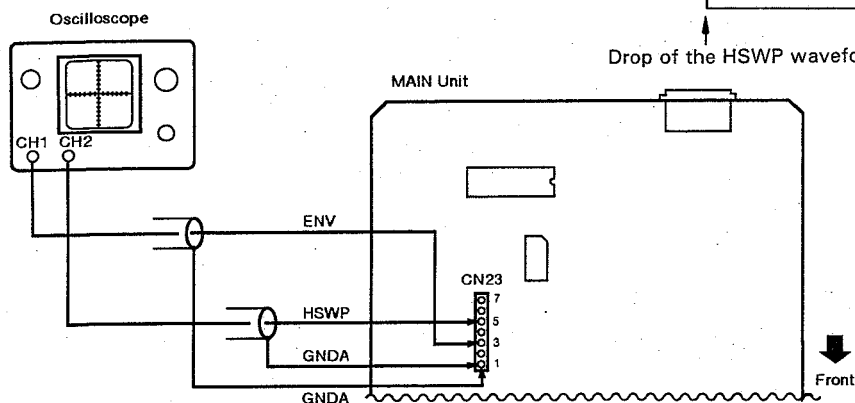 Oscilloscope
Drop of the HSWP
MAIN Unit
CH1 CH2
ENV
CN23
7
HSWP
5
3
GNDA
1
GNDA
Front